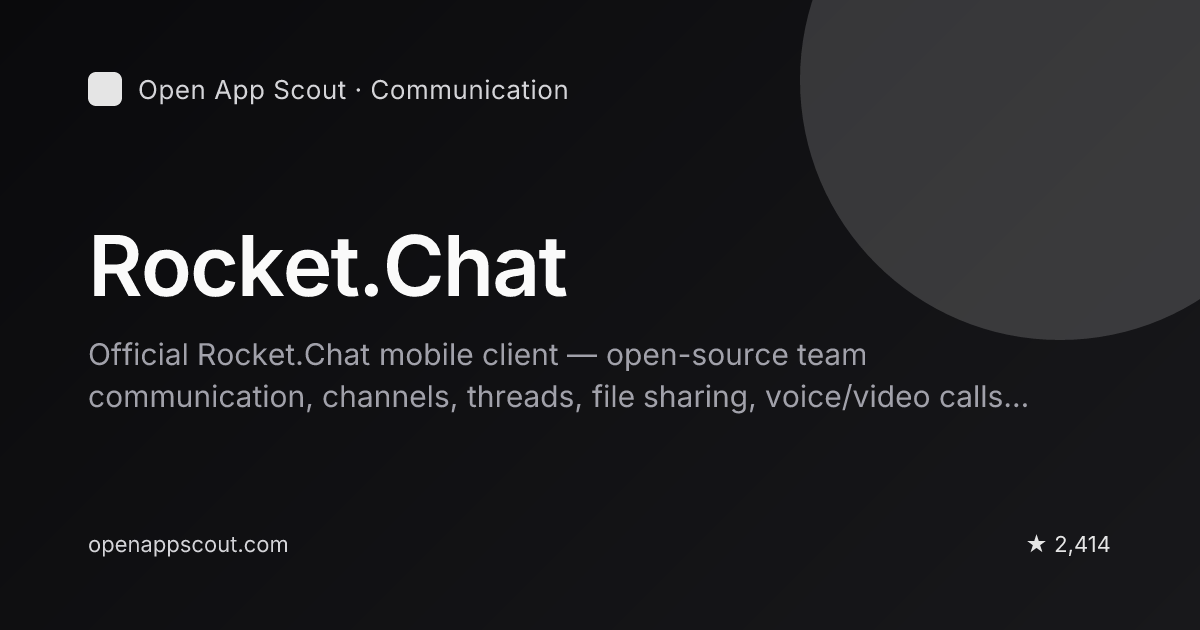 Open App Scout · Communication
Rocket.Chat
Official Rocket.Chat mobile client — open-source team
communication, channels, threads, file sharing, voice/video calls…
openappscout.com
★ 2,414